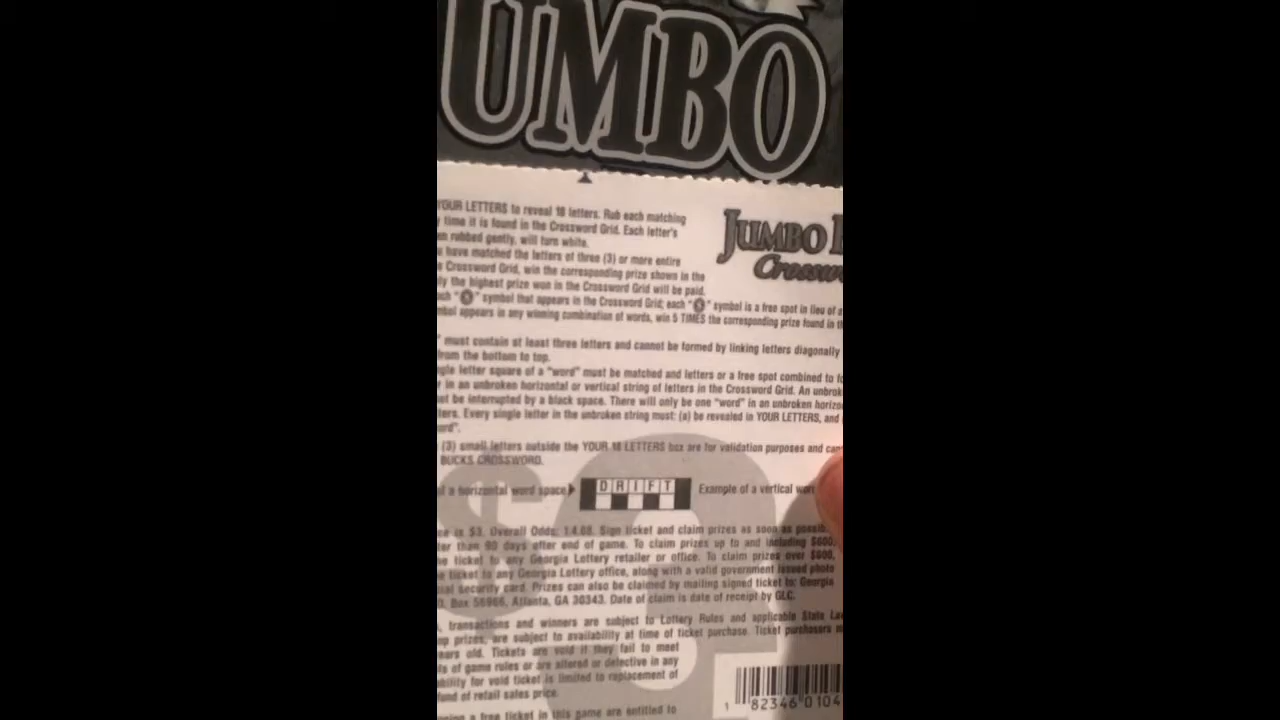 UMBO
YOUR LETTERS to reveal 18 letters. Rub each matching
time it is found in the Crossword Grid. Each letter's
rubbed gently, will turn white.
JUMBO
have matched the letters of three (3) or more entire
Crossword Grid, win the corresponding prize shown in the
the highest prize won in the Crossword Grid will be paid.
" symbol that appears in the Crossword Grid; each " " symbol is a free spot in lieu of
appears in any winning combination of words, win 5 TIMES the corresponding prize found in
" must contain at least three letters and cannot be formed by linking letters diagonally
from the bottom to top.
letter square of a "word" must be matched and letters or a free spot combined to
in an unbroken horizontal or vertical string of letters in the Crossword Grid. An
be interrupted by a black space. There will only be one "word" in an unbroken
Every single letter in the unbroken string must: (a) be revealed in YOUR LETTERS, and
(3) small letters outside the YOUR 18 LETTERS box are for validation purposes and
BUCKS CROSSWORD.
a horizontal word space
DRIFT
Example of a vertical
is $3. Overall Odds: 1:4.08. Sign ticket and claim prizes as soon as
than 90 days after end of game. To claim prizes up to and including $600,
ticket to any Georgia Lottery retailer or office. To claim prizes over $600,
ticket to any Georgia Lottery office, along with a valid government issued photo
security card. Prizes can also be claimed by mailing signed ticket to: Georgia
Box 56966, Atlanta, GA 30343. Date of claim is date of receipt by GLC.
transactions and winners are subject to Lottery Rules and applicable State
prizes, are subject to availability at time of ticket purchase. Ticket purchasers
old. Tickets are void if they fail to meet
of game rules or are altered or defective in any
for void ticket is limited to replacement of
of retail sales price.
a free ticket in this game are entitled to
1 82346 0104